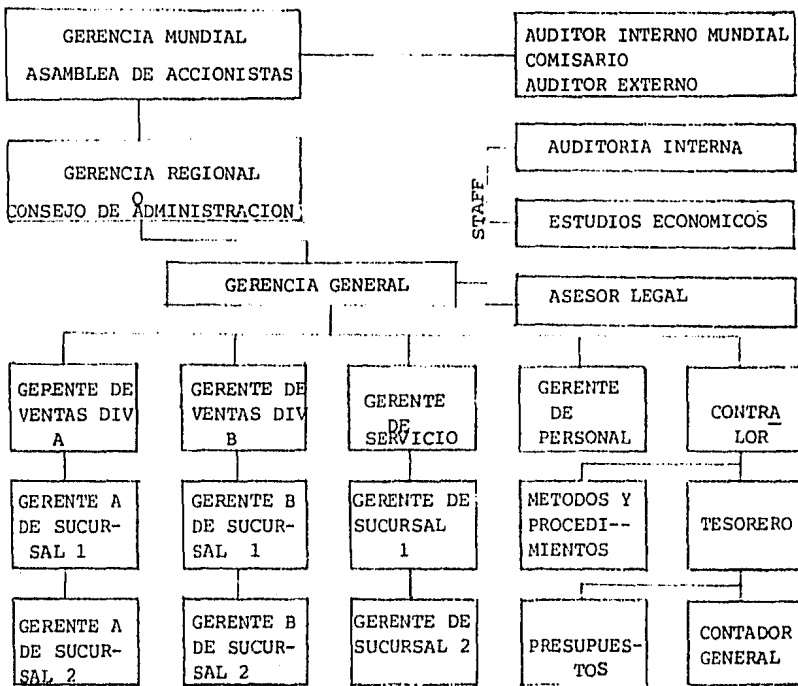 GERENCIA MUNDIAL
ASAMBLEA DE ACCIONISTAS
AUDITOR INTERNO MUNDIAL
COMISARIO
AUDITOR EXTERNO
GERENCIA REGIONAL
O
CONSEJO DE ADMINISTRACION
STAFF
AUDITORIA INTERNA
ESTUDIOS ECONOMICOS
GERENCIA GENERAL
ASESOR LEGAL
GERENTE DE
VENTAS DIV
A
GERENTE DE
VENTAS DIV
B
GERENTE
DE
SERVICIO
GERENTE
DE
PERSONAL
CONTRA
LOR
GERENTE A
DE SUCUR-
SAL 1
GERENTE B
DE SUCUR-
SAL 1
GERENTE DE
SUCURSAL
1
METODOS Y
PROCEDI--
MIENTOS
TESORERO
GERENTE A
DE SUCUR-
SAL 2
GERENTE B
DE SUCUR-
SAL 2
GERENTE DE
SUCURSAL 2
PRESUPUES-
TOS
CONTADOR
GENERAL